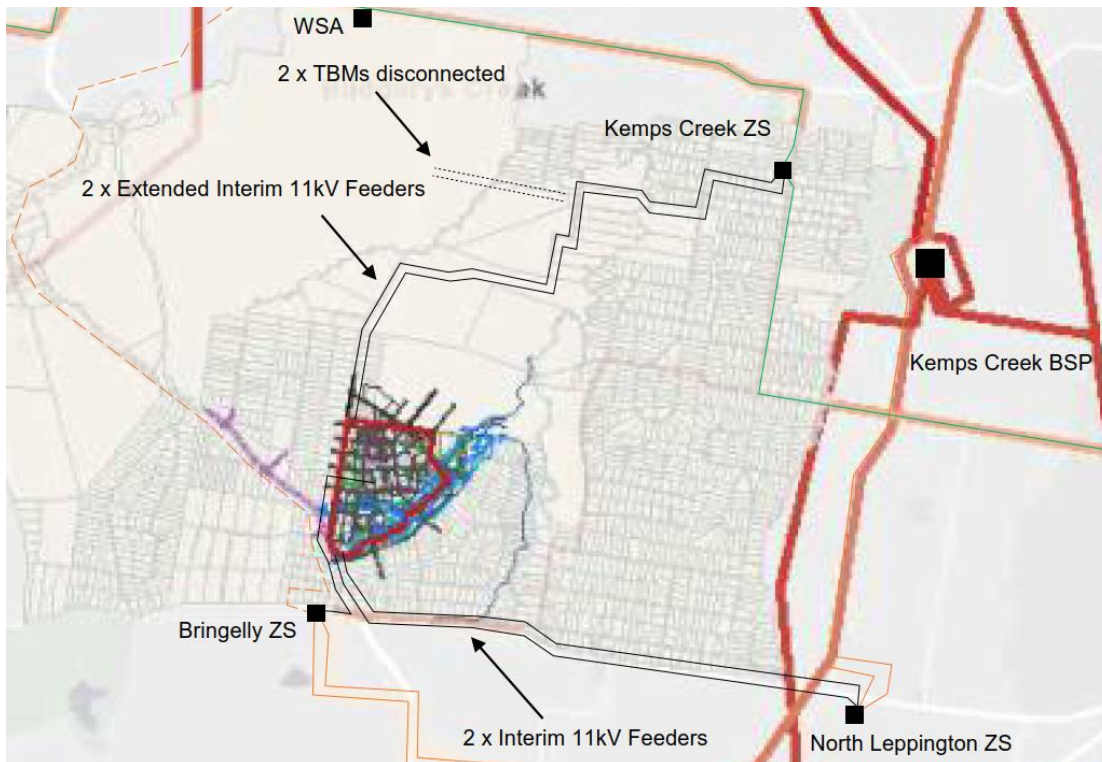 WSA
2 x TBMs disconnected
Kemps Creek ZS
2 x Extended Interim 11kV Feeders
Kemps Creek BSP
Bringelly ZS
2 x Interim 11kV Feeders
North Leppington ZS